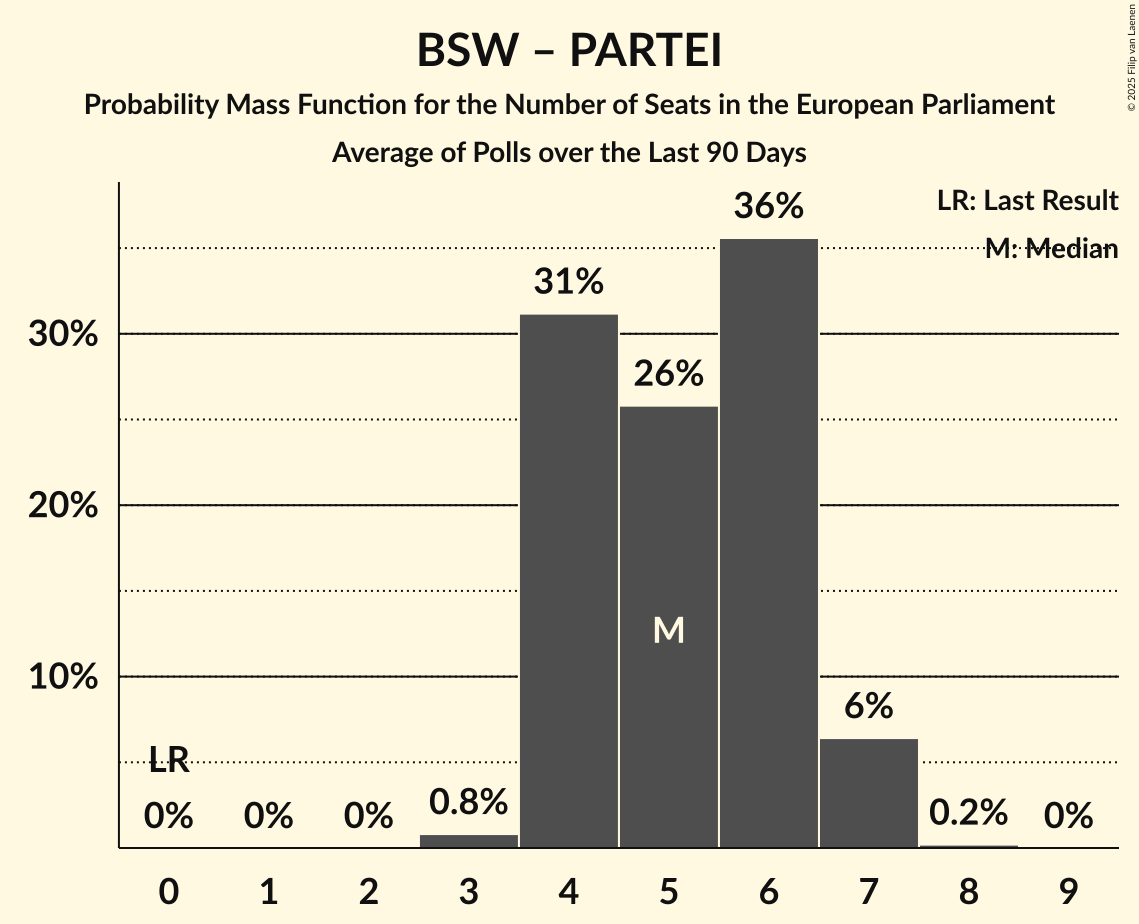 BSW – PARTEI
Probability Mass Function for the Number of Seats in the European Parliament
Average of Polls over the Last 90 Days
© 2025 Filip van Laenen
LR: Last Result
M: Median
36%
31%
30%
26%
20%
M
10%
6%
LR
0%
0%
0%
0.8%
0.2%
0%
0 1 2 3 4 5 6 7 8 9